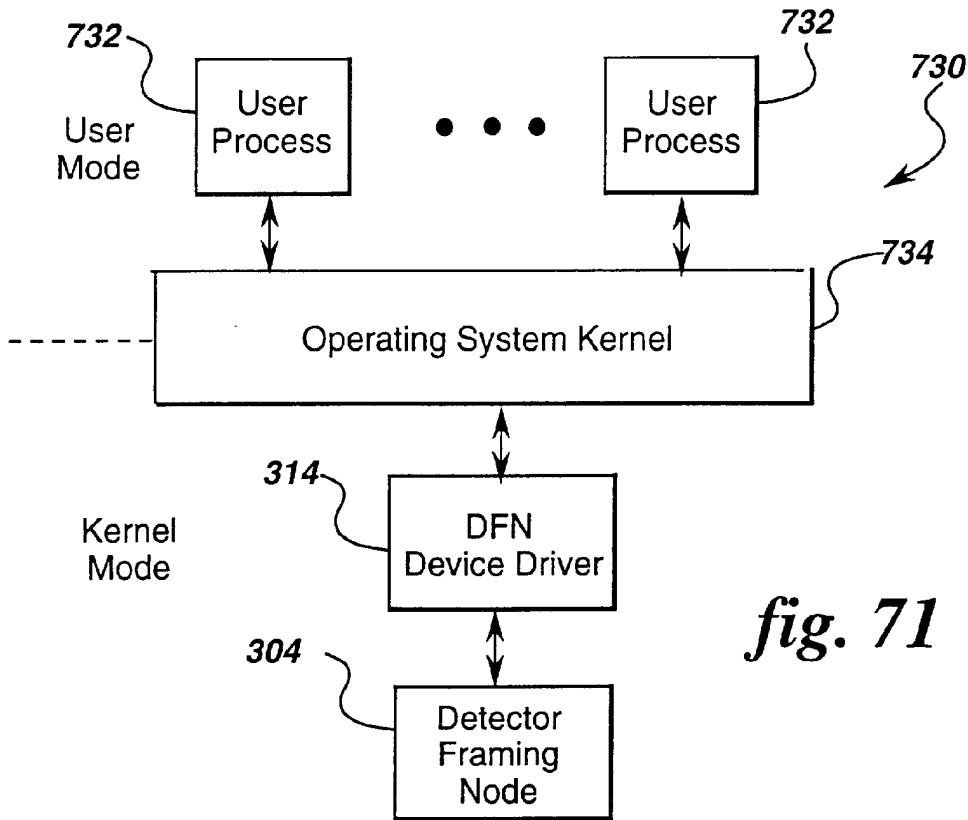 732
732
730
User
Process
User
Process
User
Mode
734
Operating System Kernel
314
DFN
Device Driver
Kernel
Mode
fig. 71
304
Detector
Framing
Node